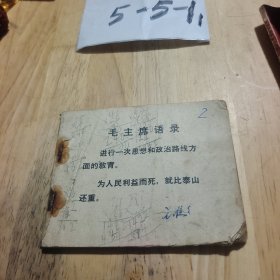 5-5-1,
2
毛主席语录
进行一次思想和政治路线方
面的教育。
为人民利益而死，就比泰山
还重。